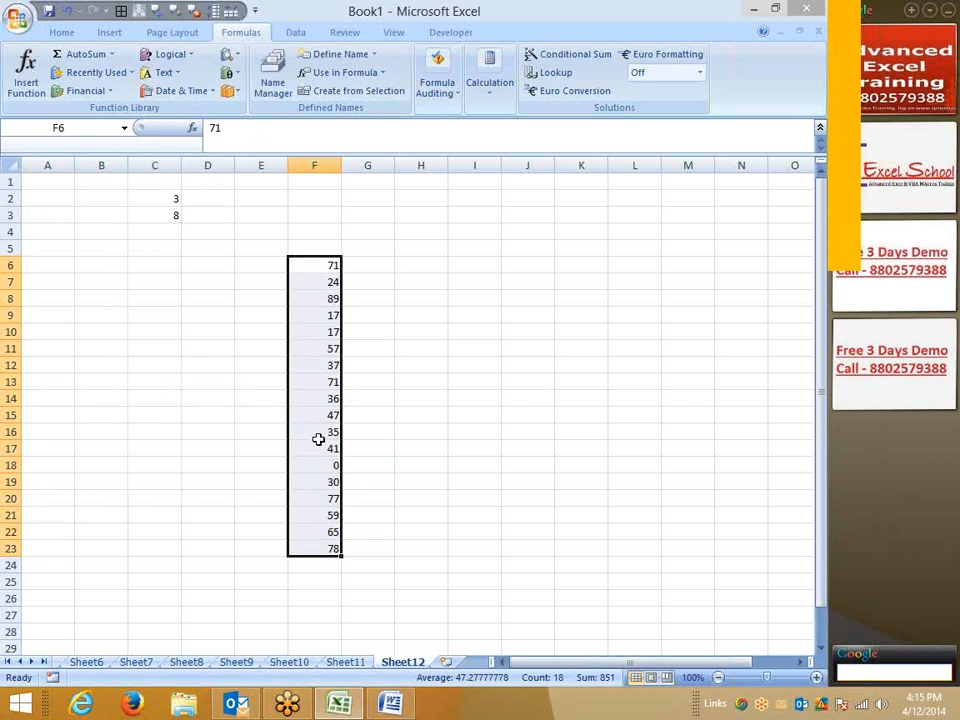 Book1 - Microsoft Excel
Home Insert Page Layout Formulas Data Review View Developer
fx
Insert Function
AutoSum
Recently Used
Financial
Logical
Text
Date & Time
Function Library
Name Manager
Define Name
Use in Formula
Create from Selection
Defined Names
Formula Auditing
Calculation
Conditional Sum
Lookup
Euro Conversion
Euro Formatting
Off
Solutions
F6 fx 71
A B C D E F G H I J K L M N O
1
2 3
3 8
4
5
6 71
7 24
8 89
9 17
10 17
11 57
12 37
13 71
14 36
15 47
16 35
17 41
18 0
19 30
20 77
21 59
22 65
23 78
24
25
26
27
28
29
Sheet6 Sheet7 Sheet8 Sheet9 Sheet10 Sheet11 Sheet12
Ready Average: 47.27777778 Count: 18 Sum: 851 100%
dvanced
Excel
raining
802579388
Excel School
3 Days Demo
Call - 8802579388
Free 3 Days Demo
Call - 8802579388
Google
Links
4:15 PM
4/12/2014